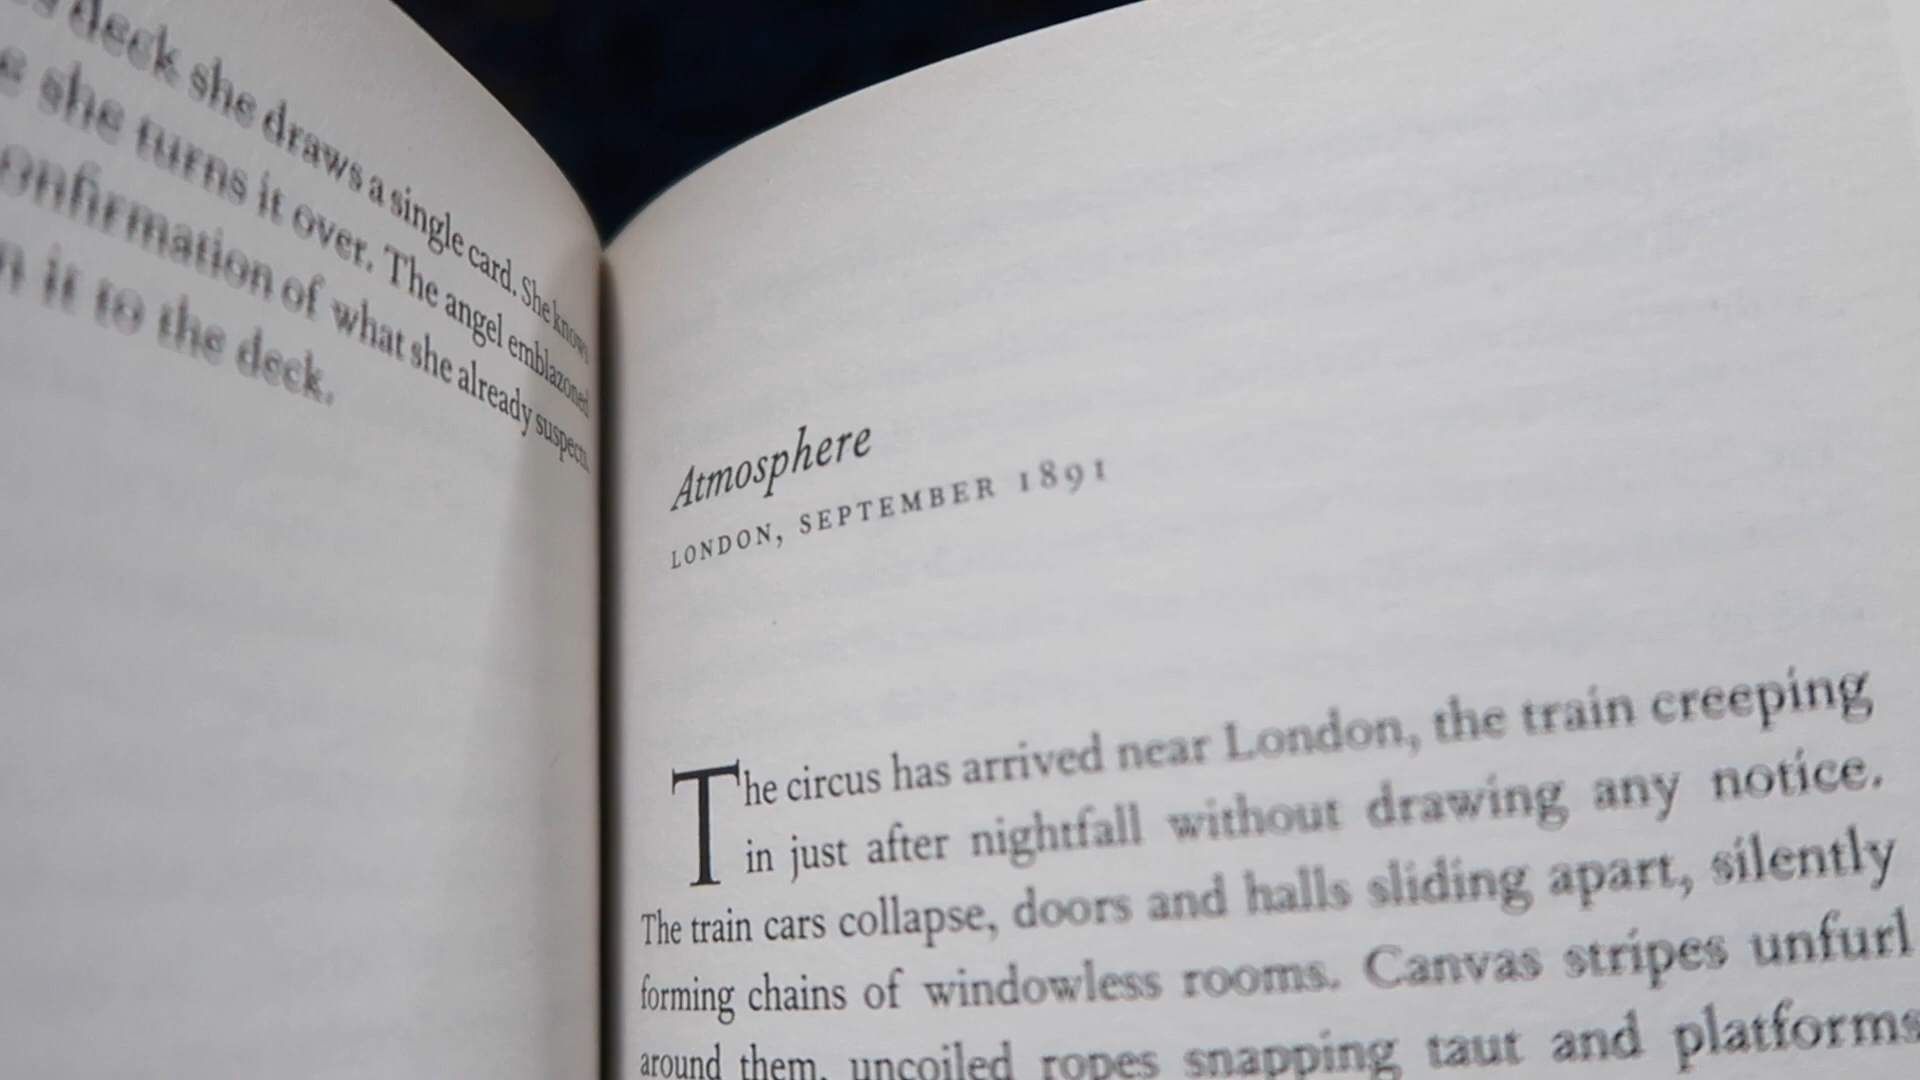 deck she draws a single card. She knows
she turns it over. The angel emblazoned
onfirmation of what she already suspects.
it to the deck.
Atmosphere
LONDON, SEPTEMBER 1891
The circus has arrived near London, the train creeping
in just after nightfall without drawing any notice.
The train cars collapse, doors and halls sliding apart, silently
forming chains of windowless rooms. Canvas stripes unfurl
around them, uncoiled ropes snapping taut and platforms